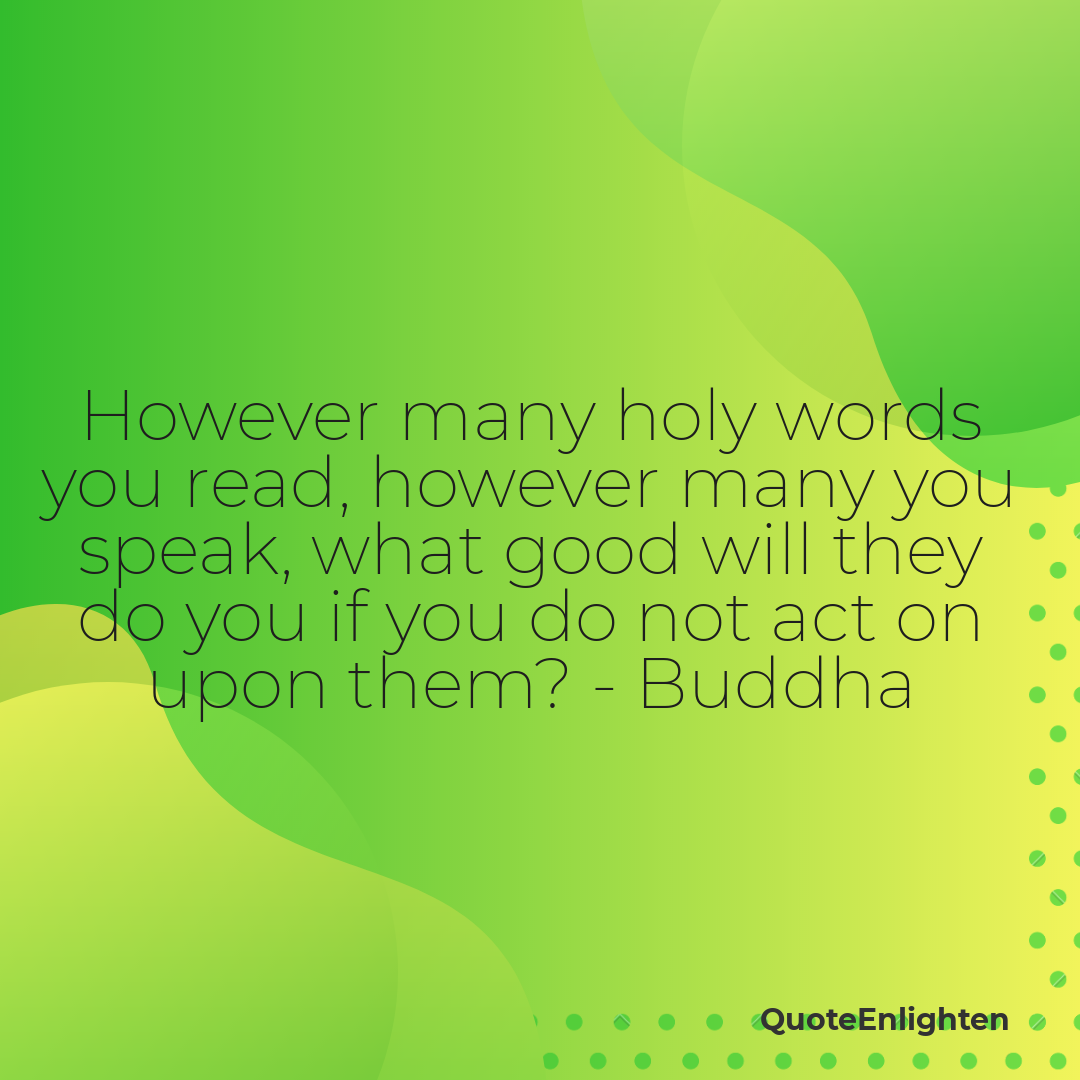 However many holy words
you read, however many you
speak, what good will they
do you if you do not act on
upon them? - Buddha
QuoteEnlighten